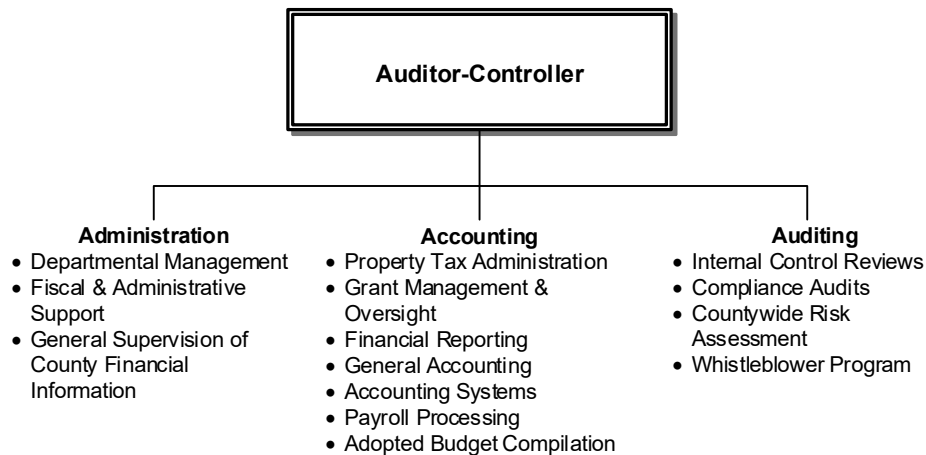 Auditor-Controller
Administration
• Departmental Management
• Fiscal & Administrative
Support
• General Supervision of
County Financial
Information
Accounting
• Property Tax Administration
• Grant Management &
Oversight
• Financial Reporting
• General Accounting
• Accounting Systems
• Payroll Processing
• Adopted Budget Compilation
Auditing
• Internal Control Reviews
• Compliance Audits
• Countywide Risk
Assessment
• Whistleblower Program